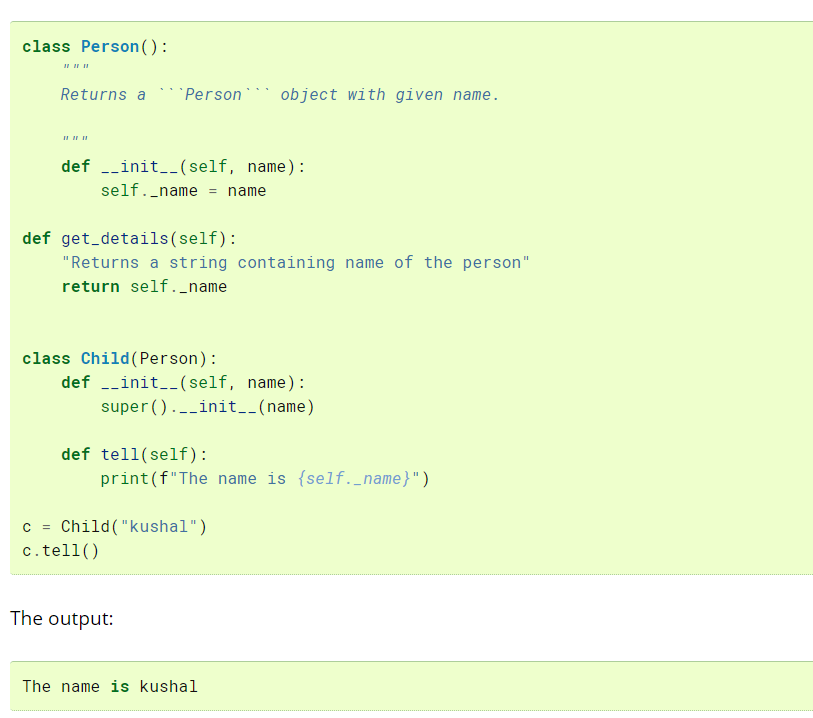 class Person():
    """
    Returns a ```Person``` object with given name.

    """
    def __init__(self, name):
        self._name = name

def get_details(self):
    "Returns a string containing name of the person"
    return self._name


class Child(Person):
    def __init__(self, name):
        super().__init__(name)

    def tell(self):
        print(f"The name is {self._name}")

c = Child("kushal")
c.tell()

The output:

The name is kushal